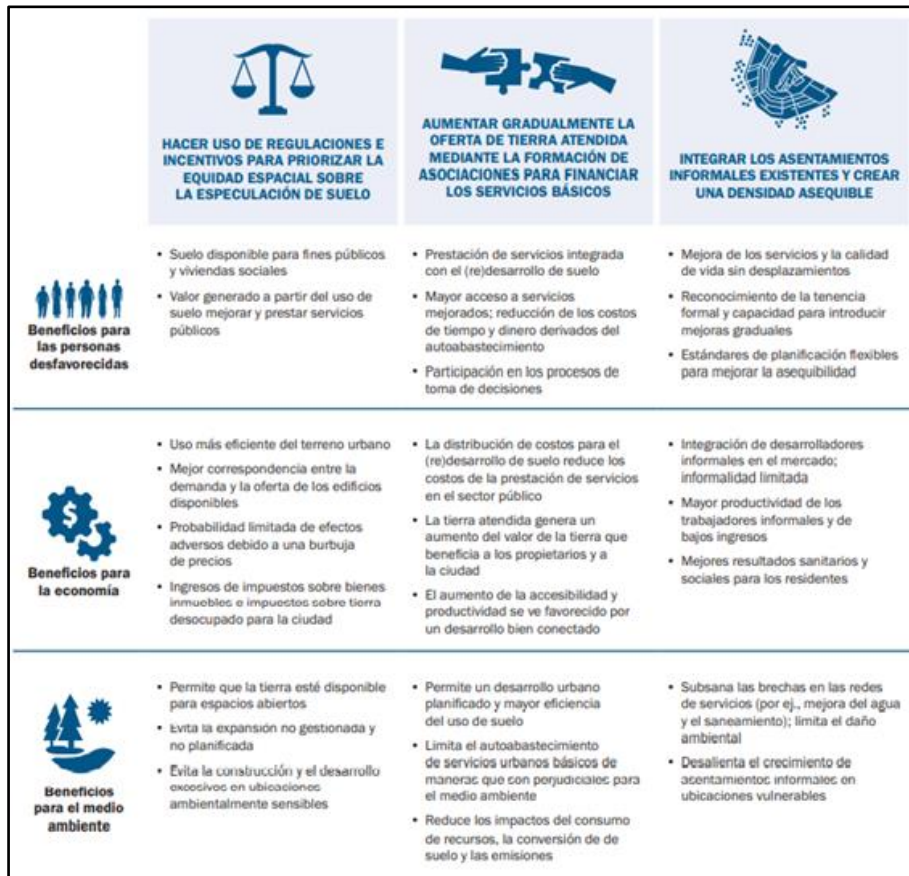 HACER USO DE REGULACIONES E
INCENTIVOS PARA PRIORIZAR LA
EQUIDAD ESPACIAL SOBRE
LA ESPECULACIÓN DE SUELO
AUMENTAR GRADUALMENTE LA
OFERTA DE TIERRA ATENDIDA
MEDIANTE LA FORMACIÓN DE
ASOCIACIONES PARA FINANCIAR
LOS SERVICIOS BÁSICOS
INTEGRAR LOS ASENTAMIENTOS
INFORMALES EXISTENTES Y CREAR
UNA DENSIDAD ASEQUIBLE
Beneficios para
las personas
desfavorecidas
• Suelo disponible para fines públicos
y viviendas sociales
• Valor generado a partir del uso de
suelo mejorar y prestar servicios
públicos
• Prestación de servicios integrada
con el (re)desarrollo de suelo
• Mayor acceso a servicios
mejorados; reducción de los costos
de tiempo y dinero derivados del
autoabastecimiento
• Participación en los procesos de
toma de decisiones
• Mejora de los servicios y la calidad
de vida sin desplazamientos
• Reconocimiento de la tenencia
formal y capacidad para introducir
mejoras graduales
• Estándares de planificación flexibles
para mejorar la asequibilidad
$
Beneficios para
la economía
• Uso más eficiente del terreno urbano
• Mejor correspondencia entre la
demanda y la oferta de los edificios
disponibles
• Probabilidad limitada de efectos
adversos debido a una burbuja
de precios
• Ingresos de impuestos sobre bienes
inmuebles e impuestos sobre tierra
desocupado para la ciudad
• La distribución de costos para el
(re)desarrollo de suelo reduce los
costos de la prestación de servicios
en el sector público
• La tierra atendida genera un
aumento del valor de la tierra que
beneficia a los propietarios y a
la ciudad
• El aumento de la accesibilidad y
productividad se ve favorecido por
un desarrollo bien conectado
• Integración de desarrolladores
informales en el mercado;
informalidad limitada
• Mayor productividad de los
trabajadores informales y de
bajos ingresos
• Mejores resultados sanitarios y
sociales para los residentes
Beneficios
para el medio
ambiente
• Permite que la tierra esté disponible
para espacios abiertos
• Evita la expansión no gestionada y
no planificada
• Evita la construcción y el desarrollo
excesivos en ubicaciones
ambientalmente sensibles
• Permite un desarrollo urbano
planificado y mayor eficiencia
del uso de suelo
• Limita el autoabastecimiento
de servicios urbanos básicos de
maneras que son perjudiciales para
el medio ambiente
• Reduce los impactos del consumo
de recursos, la conversión de de
suelo y las emisiones
• Subsana las brechas en las redes
de servicios (por ej., mejora del agua
y el saneamiento); limita el daño
ambiental
• Desalienta el crecimiento de
asentamientos informales en
ubicaciones vulnerables